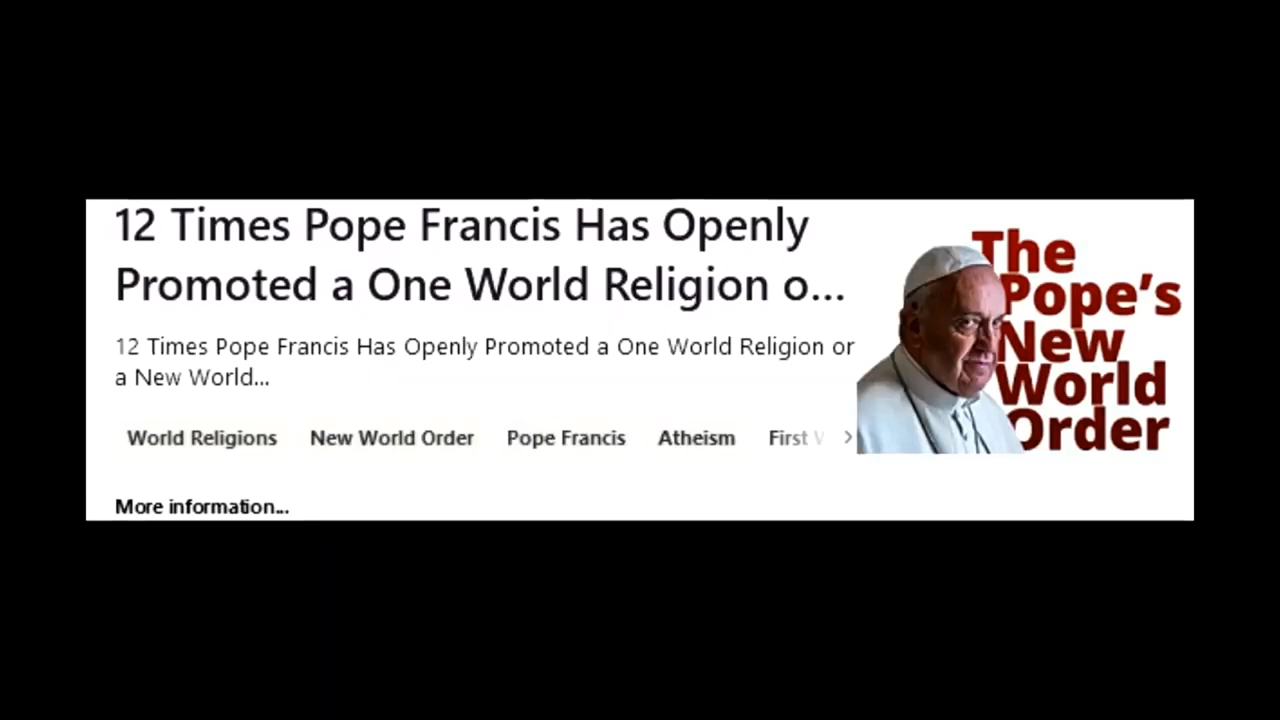 12 Times Pope Francis Has Openly
Promoted a One World Religion o...
12 Times Pope Francis Has Openly Promoted a One World Religion or
a New World...
World Religions New World Order Pope Francis Atheism First
More information...
The
Pope's
New
World
Order